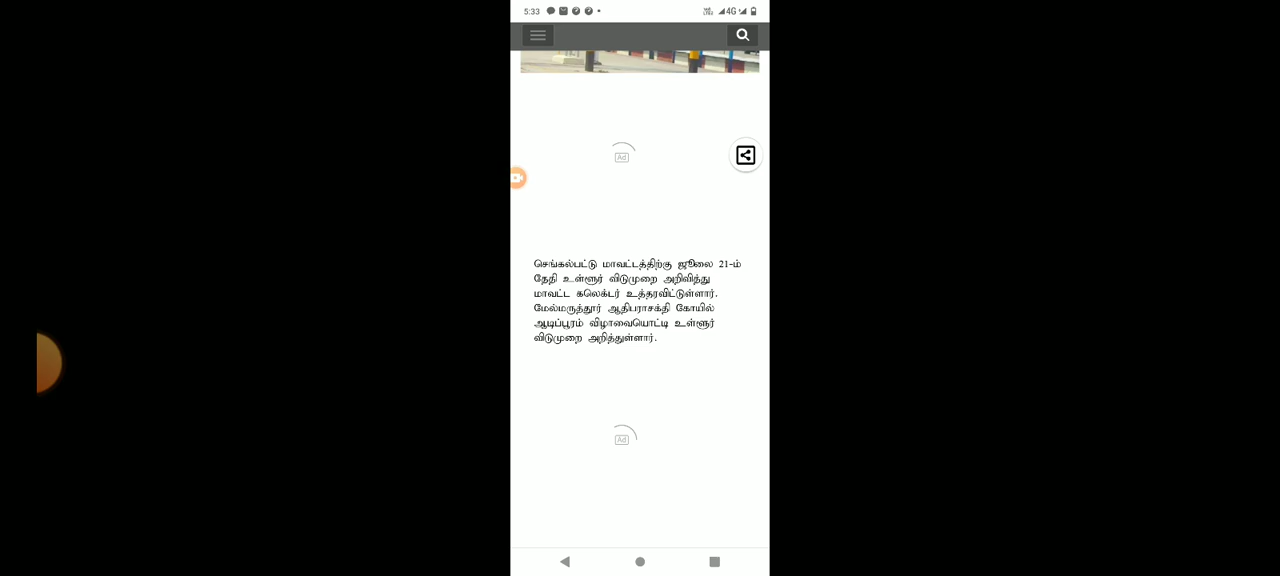 5:33
4G
Ad
செங்கல்பட்டு மாவட்டத்திற்கு ஜூலை 21-ம்
தேதி உள்ளூர் விடுமுறை அறிவித்து
மாவட்ட கலெக்டர் உத்தரவிட்டுள்ளார்.
மேல்மருத்தூர் ஆதிபராசக்தி கோயில்
ஆடிப்பூரம் விழாவையொட்டி உள்ளூர்
விடுமுறை அறித்துள்ளார்.
Ad